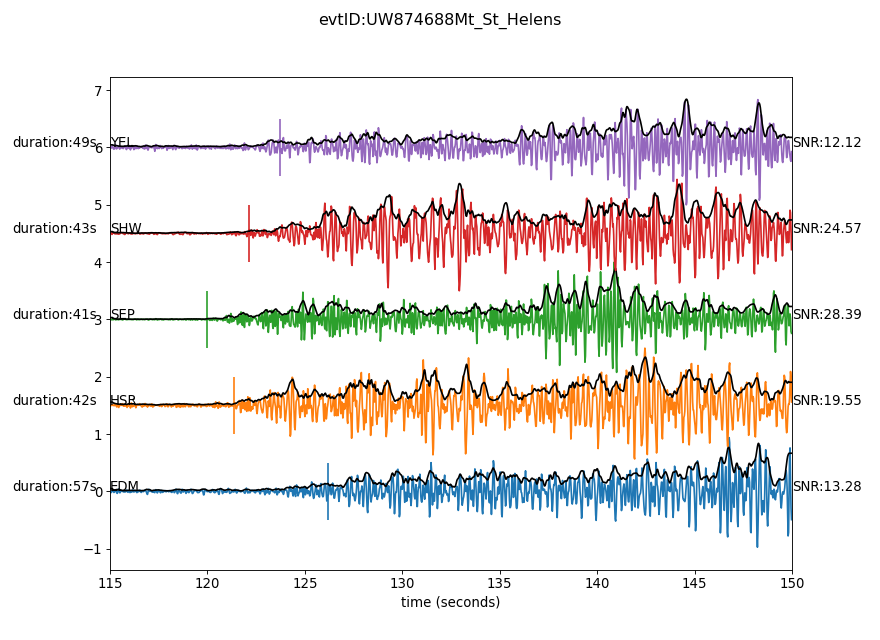 evtID:UW874688Mt_St_Helens
7
duration:49s YEL 6 SNR:12.12
5
duration:43s SHW SNR:24.57
4
duration:41s SEP 3 SNR:28.39
2
duration:42s HSR SNR:19.55
1
duration:57s EDM 0 SNR:13.28
−1
115 120 125 130 135 140 145 150
time (seconds)